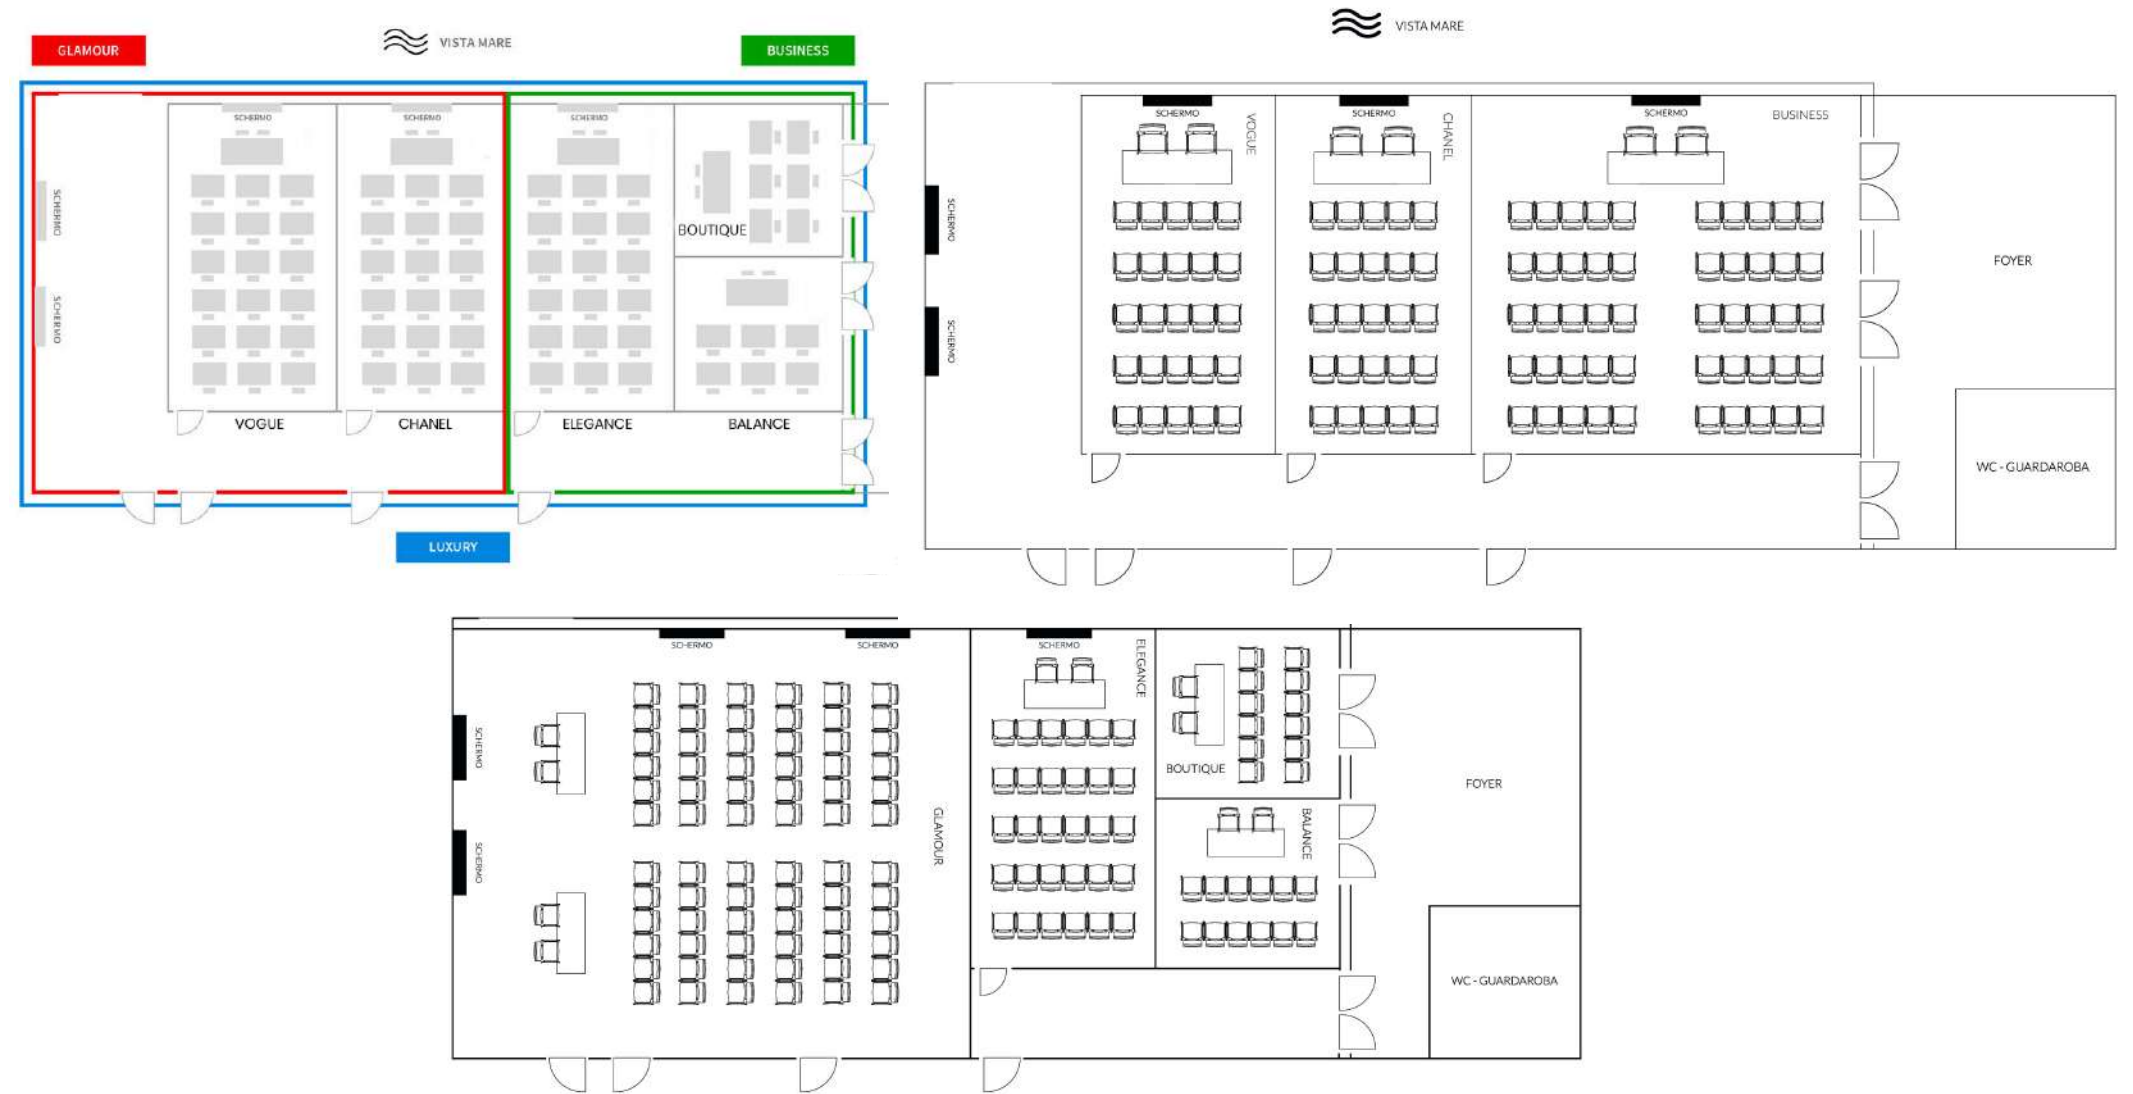 GLAMOUR
VISTA MARE
BUSINESS
SCHERMO
SCHERMO
SCHERMO
SCHERMO
SCHERMO
BOUTIQUE
VOGUE
CHANEL
ELEGANCE
BALANCE
LUXURY
VISTA MARE
SCHERMO
VOGUE
SCHERMO
CHANEL
SCHERMO
BUSINESS
SCHERMO
SCHERMO
FOYER
WC - GUARDAROBA
SCHERMO
SCHERMO
SCHERMO
ELEGANCE
SCHERMO
SCHERMO
BOUTIQUE
GLAMOUR
BALANCE
FOYER
WC - GUARDAROBA